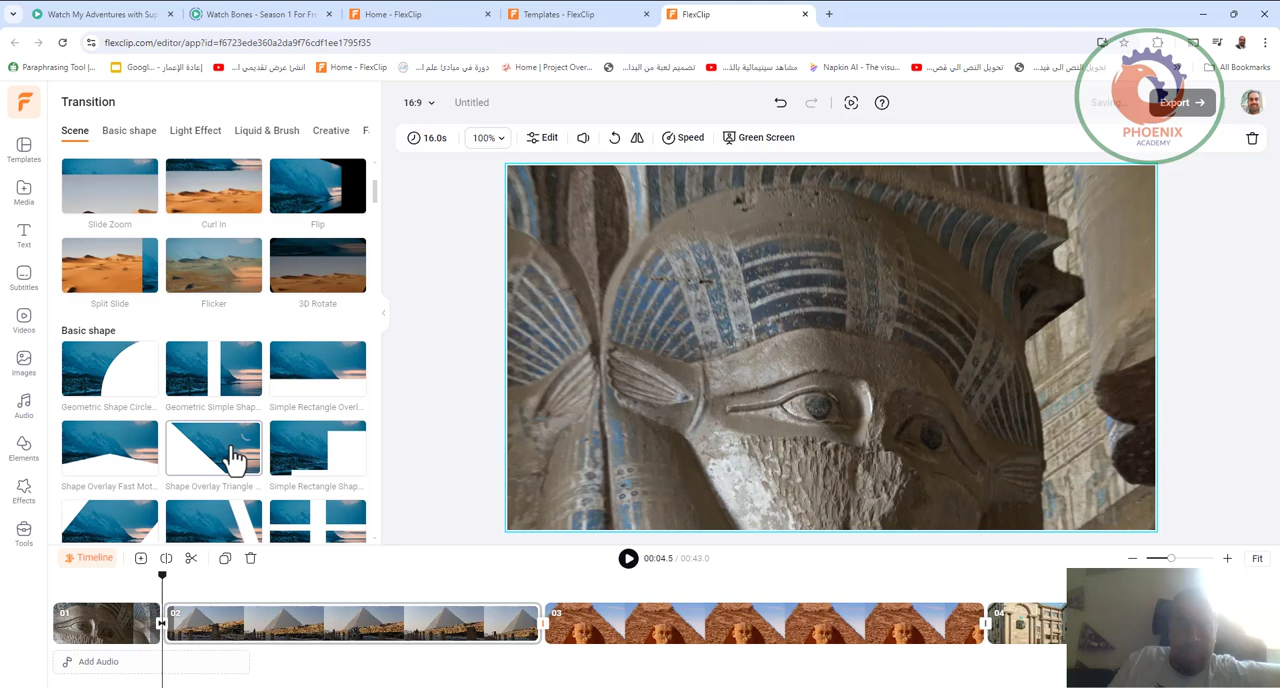 Watch My Adventures with Sup
Watch Bones - Season 1 For Fre
Home - FlexClip
Templates - FlexClip
FlexClip
flexclip.com/editor/app?id=f6723ede360a2da9f76cdf1ee1795f35
Paraphrasing Tool |...
Googl... - إعادة الإعمار
انشئ عرض تقديمي ا...
Home - FlexClip
دورة في مبادئ علم ا...
Home | Project Over...
تصميم لعبة من البدا...
مشاهد سينيمائية بالذ...
Napkin AI - The visu...
تحويل النص الي قص...
تحويل النص الي فيد...
All Bookmarks
Transition
16:9
Untitled
Saving...
Export
PHOENIX
ACADEMY
Scene
Basic shape
Light Effect
Liquid & Brush
Creative
F
16.0s
100%
Edit
Speed
Green Screen
Templates
Media
Text
Subtitles
Videos
Images
Audio
Elements
Effects
Tools
Slide Zoom
Curl In
Flip
Split Slide
Flicker
3D Rotate
Basic shape
Geometric Shape Circle...
Geometric Simple Shap...
Simple Rectangle Overl...
Shape Overlay Fast Mot...
Shape Overlay Triangle ...
Simple Rectangle Shap...
Timeline
00:04.5 / 00:43.0
Fit
01
02
03
04
Add Audio